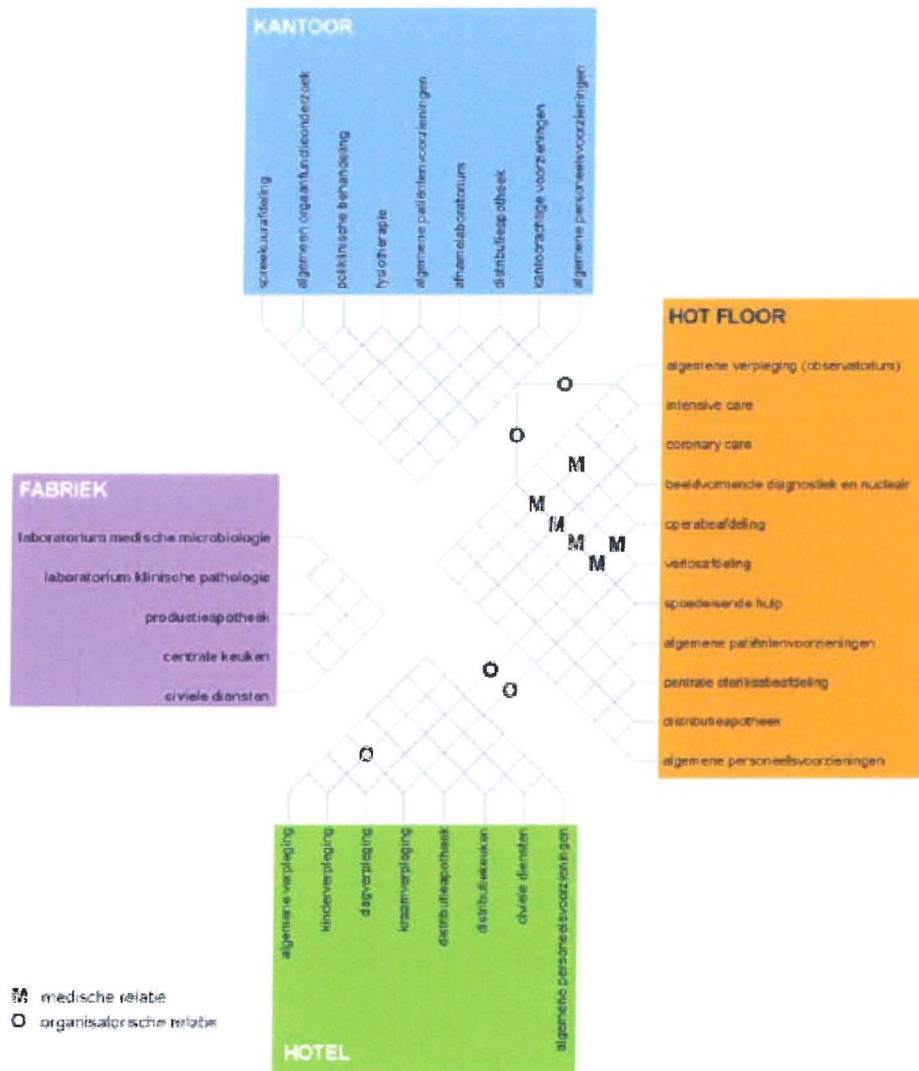 KANTOOR
spreekuurafdeling
algemeen orgaanfunctieonderzoek
poliklinische behandeling
fysiotherapie
algemene patiëntenvoorzieningen
afnamelaboratorium
distributieapotheek
kantoorachtige voorzieningen
algemene personeelsvoorzieningen
HOT FLOOR
algemene verpleging (observatorium)
intensive care
coronary care
beeldvormende diagnostiek en nucleair
operatieafdeling
verlosafdeling
spoedeisende hulp
algemene patiëntenvoorzieningen
centrale sterilisatieafdeling
distributieapotheek
algemene personeelsvoorzieningen
O
O
M
M
M
M
M
M
FABRIEK
laboratorium medische microbiologie
laboratorium klinische pathologie
productieapotheek
centrale keuken
civiele diensten
O
O
O
algemene verpleging
kinderverpleging
dagverpleging
kraamverpleging
distributieapotheek
distributiekeuken
civiele diensten
algemene personeelsvoorzieningen
HOTEL
M medische relatie
O organisatorische relatie